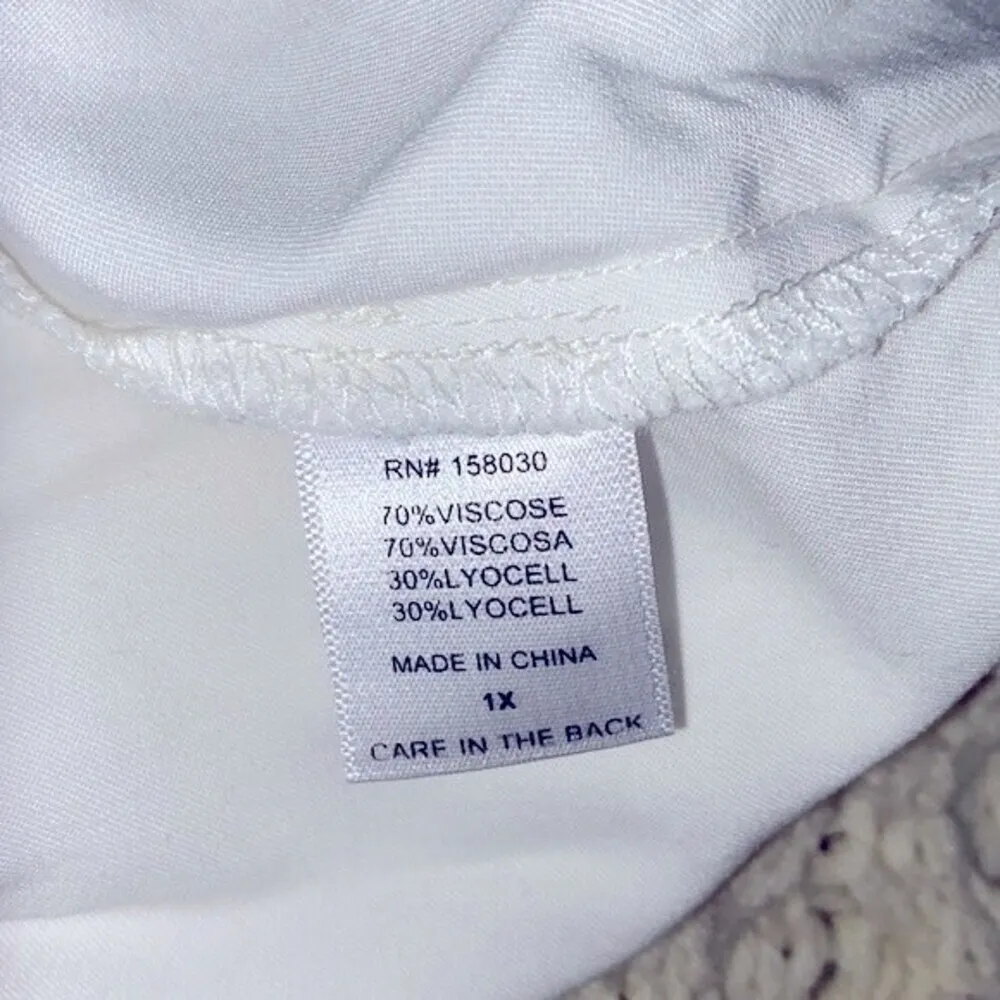 RN# 158030
70%VISCOSE
70%VISCOSA
30%LYOCELL
30%LYOCELL
MADE IN CHINA
1X
CARE IN THE BACK